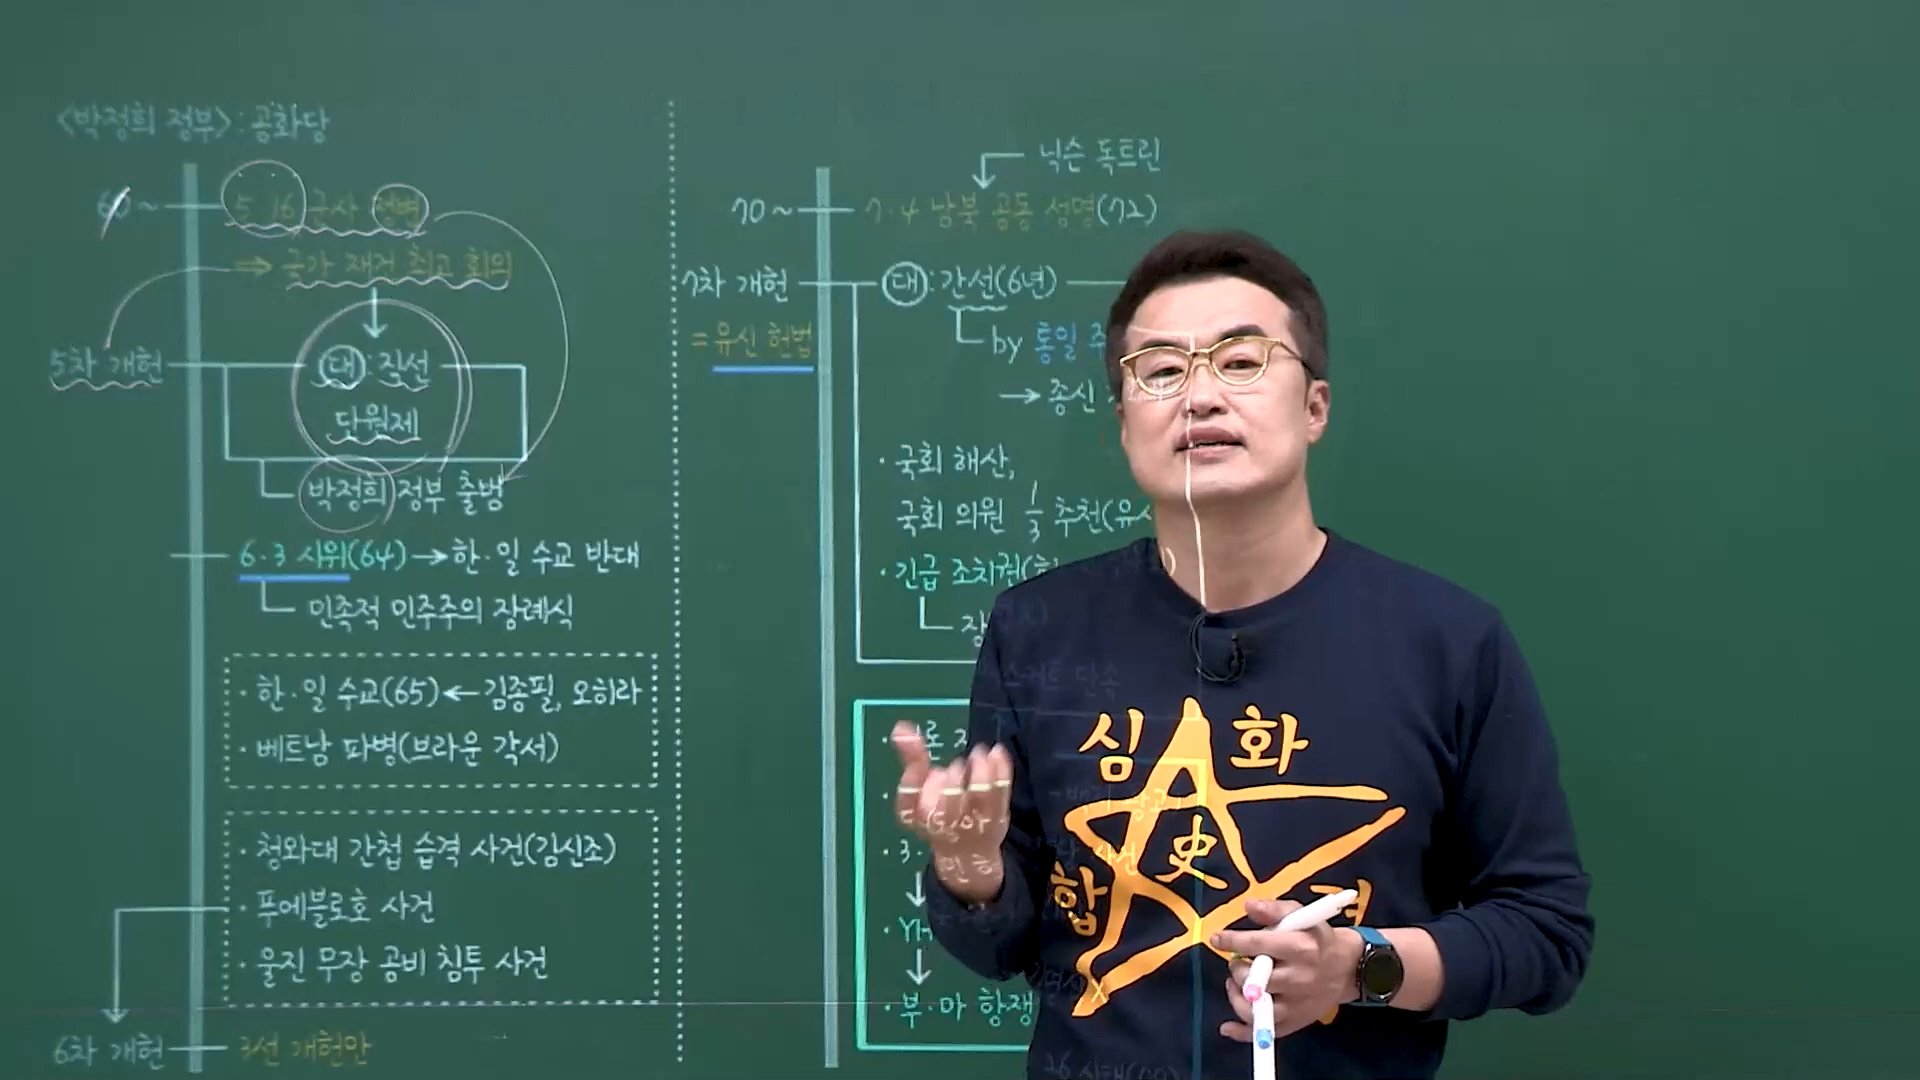 <박정희 정부> : 공화당
60~ 5·16 군사 정변
⇒ 국가 재건 최고 회의
5차 개헌 대 : 직선
단원제
박정희 정부 출범
6·3 시위(64) → 한·일 수교 반대
민족적 민주주의 장례식
· 한·일 수교(65) ← 김종필, 오히라
· 베트남 파병(브라운 각서)
· 청와대 간첩 습격 사건(김신조)
· 푸에블로호 사건
· 울진 무장 공비 침투 사건
6차 개헌 3선 개헌안
닉슨 독트린
70~ 7·4 남북 공동 성명(72)
7차 개헌 대 : 간선(6년)
= 유신 헌법
by 통일
→ 종신
· 국회 해산,
국회 의원 1/3 추천(유
· 긴급 조치권(
· 3·
· YH
· 부·마 항쟁
심화
史
합격